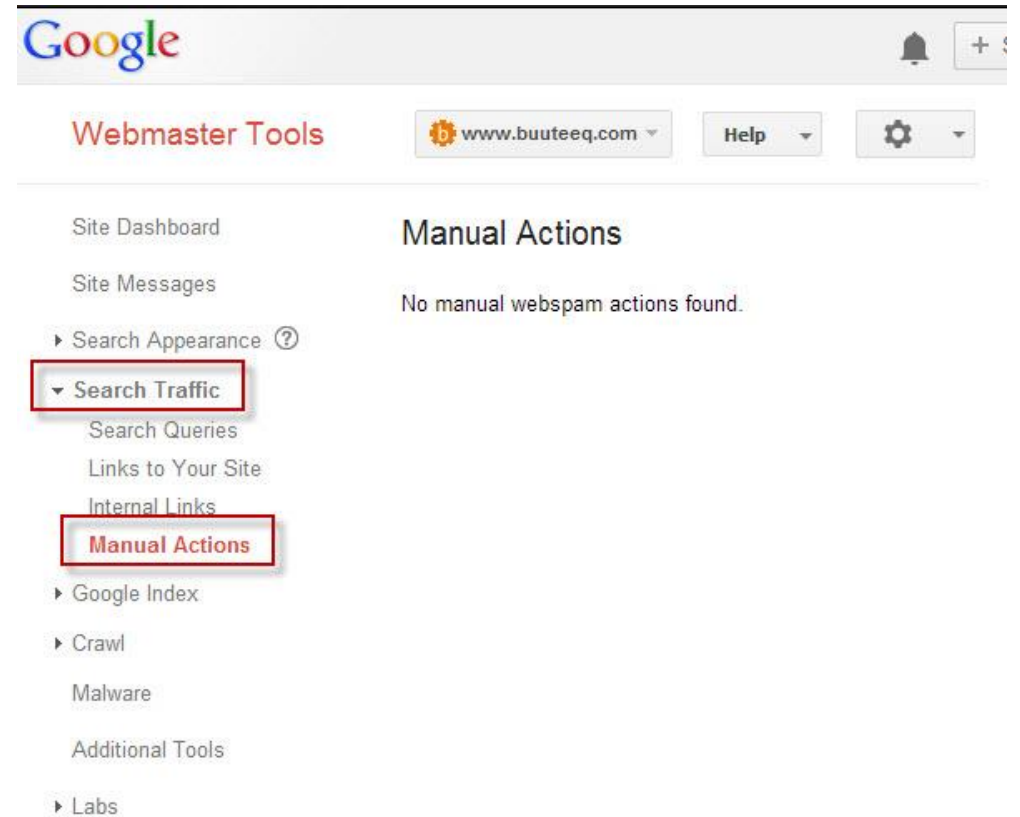 Google
+ S
Webmaster Tools
www.buuteeq.com
Help
Site Dashboard
Manual Actions
Site Messages
No manual webspam actions found.
Search Appearance ?
Search Traffic
Search Queries
Links to Your Site
Internal Links
Manual Actions
Google Index
Crawl
Malware
Additional Tools
Labs